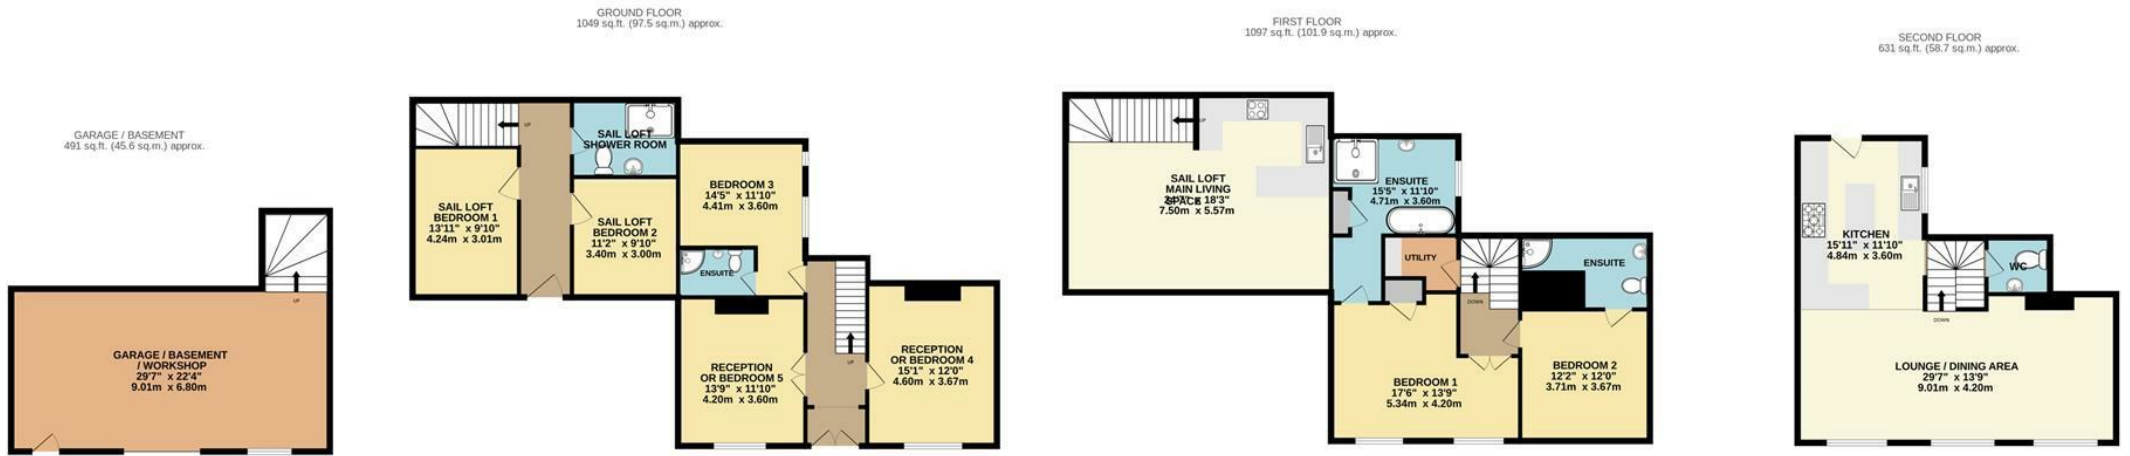 GARAGE / BASEMENT
491 sq.ft. (45.6 sq.m.) approx.
UP
GARAGE / BASEMENT
/ WORKSHOP
29'7" x 22'4"
9.01m x 6.80m
GROUND FLOOR
1049 sq.ft. (97.5 sq.m.) approx.
UP
SAIL LOFT
SHOWER ROOM
SAIL LOFT
BEDROOM 1
13'11" x 9'10"
4.24m x 3.01m
SAIL LOFT
BEDROOM 2
11'2" x 9'10"
3.40m x 3.00m
BEDROOM 3
14'5" x 11'10"
4.41m x 3.60m
ENSUITE
RECEPTION
OR BEDROOM 5
13'9" x 11'10"
4.20m x 3.60m
UP
RECEPTION
OR BEDROOM 4
15'1" x 12'0"
4.60m x 3.67m
FIRST FLOOR
1097 sq.ft. (101.9 sq.m.) approx.
UP
SAIL LOFT
MAIN LIVING
SPACE
x 18'3"
7.50m x 5.57m
ENSUITE
15'5" x 11'10"
4.71m x 3.60m
UTILITY
DOWN
ENSUITE
BEDROOM 1
17'6" x 13'9"
5.34m x 4.20m
BEDROOM 2
12'2" x 12'0"
3.71m x 3.67m
SECOND FLOOR
631 sq.ft. (58.7 sq.m.) approx.
KITCHEN
15'11" x 11'10"
4.84m x 3.60m
WC
DOWN
LOUNGE / DINING AREA
29'7" x 13'9"
9.01m x 4.20m